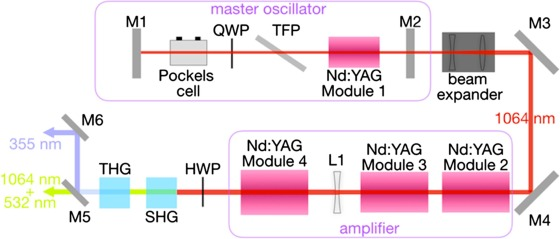 master oscillator
M1
QWP
TFP
M2
M3
Pockels
cell
Nd:YAG
Module 1
beam
expander
1064 nm
M6
355 nm
THG
HWP
Nd:YAG
Module 4
L1
Nd:YAG
Module 3
Nd:YAG
Module 2
1064 nm
+
532 nm
M5
SHG
amplifier
M4